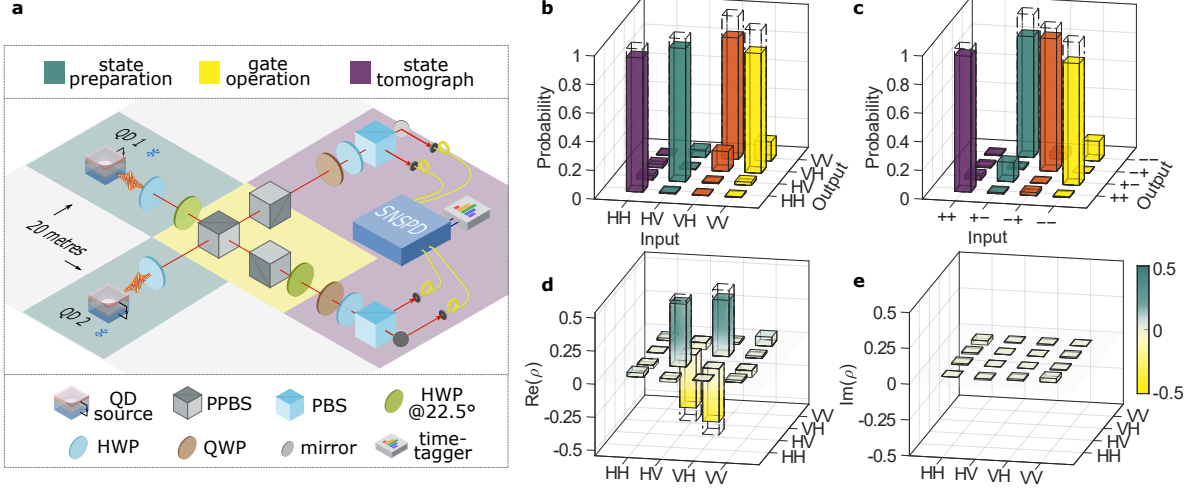 a
state
preparation
gate
operation
state
tomograph
QD 1
*
20 metres
QD 2
*
SNSPD
QD
source
PPBS
PBS
HWP
@22.5º
HWP
QWP
mirror
time-
tagger
b
Probability
1
0.8
0.6
0.4
0.2
0
HH
HV
VH
VV
Input
HH
HV
VH
VV
Output
c
Probability
1
0.8
0.6
0.4
0.2
0
++
+−
−+
−−
Input
++
+−
−+
−−
Output
d
Re(ρ)
0.5
0.25
0
-0.25
-0.5
HH
HV
VH
VV
HH
HV
VH
VV
e
Im(ρ)
0.5
0.25
0
-0.25
-0.5
HH
HV
VH
VV
HH
HV
VH
VV
0.5
0
-0.5